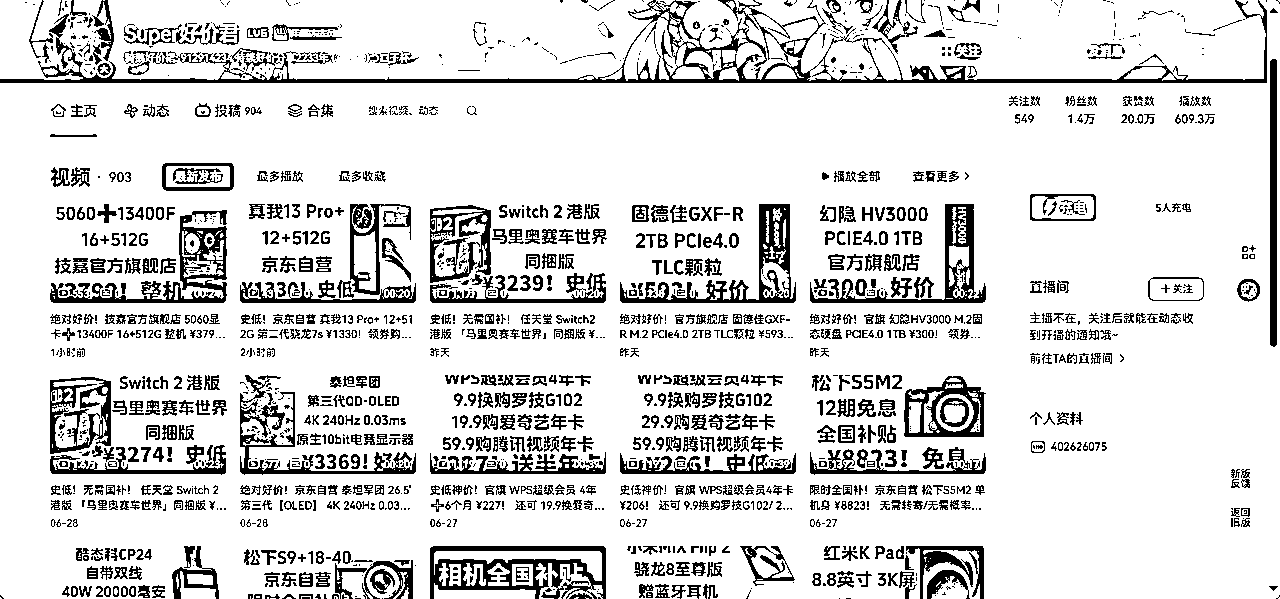 Super好价君 LV5
关注
发消息
主页 动态 投稿 904 合集 搜索视频、动态
关注数 粉丝数 获赞数 播放数
549 1.4万 20.0万 609.3万
视频 · 903 最新发布 最多播放 最多收藏 播放全部 查看更多
5060+13400F
16+512G
技嘉官方旗舰店
整机
绝对好价！技嘉官方旗舰店 5060显
卡+13400F 16+512G 整机 ¥379...
1小时前
真我13 Pro+
12+512G
京东自营
¥1330！史低
史低！京东自营 真我13 Pro+ 12+51
2G 第二代骁龙7s ¥1330！领券购...
2小时前
Switch 2 港版
马里奥赛车世界
同捆版
¥3239！史低
史低！无需国补！任天堂 Switch2
港版 「马里奥赛车世界」同捆版 ¥...
昨天
固德佳GXF-R
2TB PCIe4.0
TLC颗粒
¥593！好价
绝对好价！官方旗舰店 固德佳GXF-
R M.2 PCIe4.0 2TB TLC颗粒 ¥593...
昨天
幻隐 HV3000
PCIE4.0 1TB
官方旗舰店
¥300！好价
绝对好价！官旗 幻隐HV3000 M.2固
态硬盘 PCIE4.0 1TB ¥300！领券...
昨天
Switch 2 港版
马里奥赛车世界
同捆版
¥3274！史低
史低！无需国补！任天堂 Switch 2
港版 「马里奥赛车世界」同捆版 ¥...
06-28
泰坦军团
第三代QD-OLED
4K 240Hz 0.03ms
原生10bit电竞显示器
¥3369！好价
绝对好价！京东自营 泰坦军团 26.5'
第三代【OLED】 4K 240Hz 0.03...
06-28
WPS超级会员4年卡
9.9换购罗技G102
19.9购爱奇艺年卡
59.9购腾讯视频年卡
送半年卡
史低神价！官旗 WPS超级会员 4年
+6个月 ¥227！还可 19.9换爱奇...
06-27
WPS超级会员4年卡
9.9换购罗技G102
29.9购爱奇艺年卡
59.9购腾讯视频年卡
史低
史低神价！官旗 WPS超级会员4年卡
¥206！还可 9.9换购罗技G102/ 2...
06-27
松下S5M2
12期免息
全国补贴
¥8823！免息
限时全国补！京东自营 松下S5M2 单
机身 ¥8823！无需转寄/无需概率...
06-27
酷态科CP24
自带双线
40W 20000毫安
松下S9+18-40
京东自营
限时全国补
相机全国补贴
小米MIX Flip 2
骁龙8至尊版
赠蓝牙耳机
红米K Pad
8.8英寸 3K屏
充电 5人充电
直播间 + 关注
主播不在，关注后就能在动态收
到开播的通知哦~
前往TA的直播间
个人资料
402626075
新版
反馈
返回
旧版